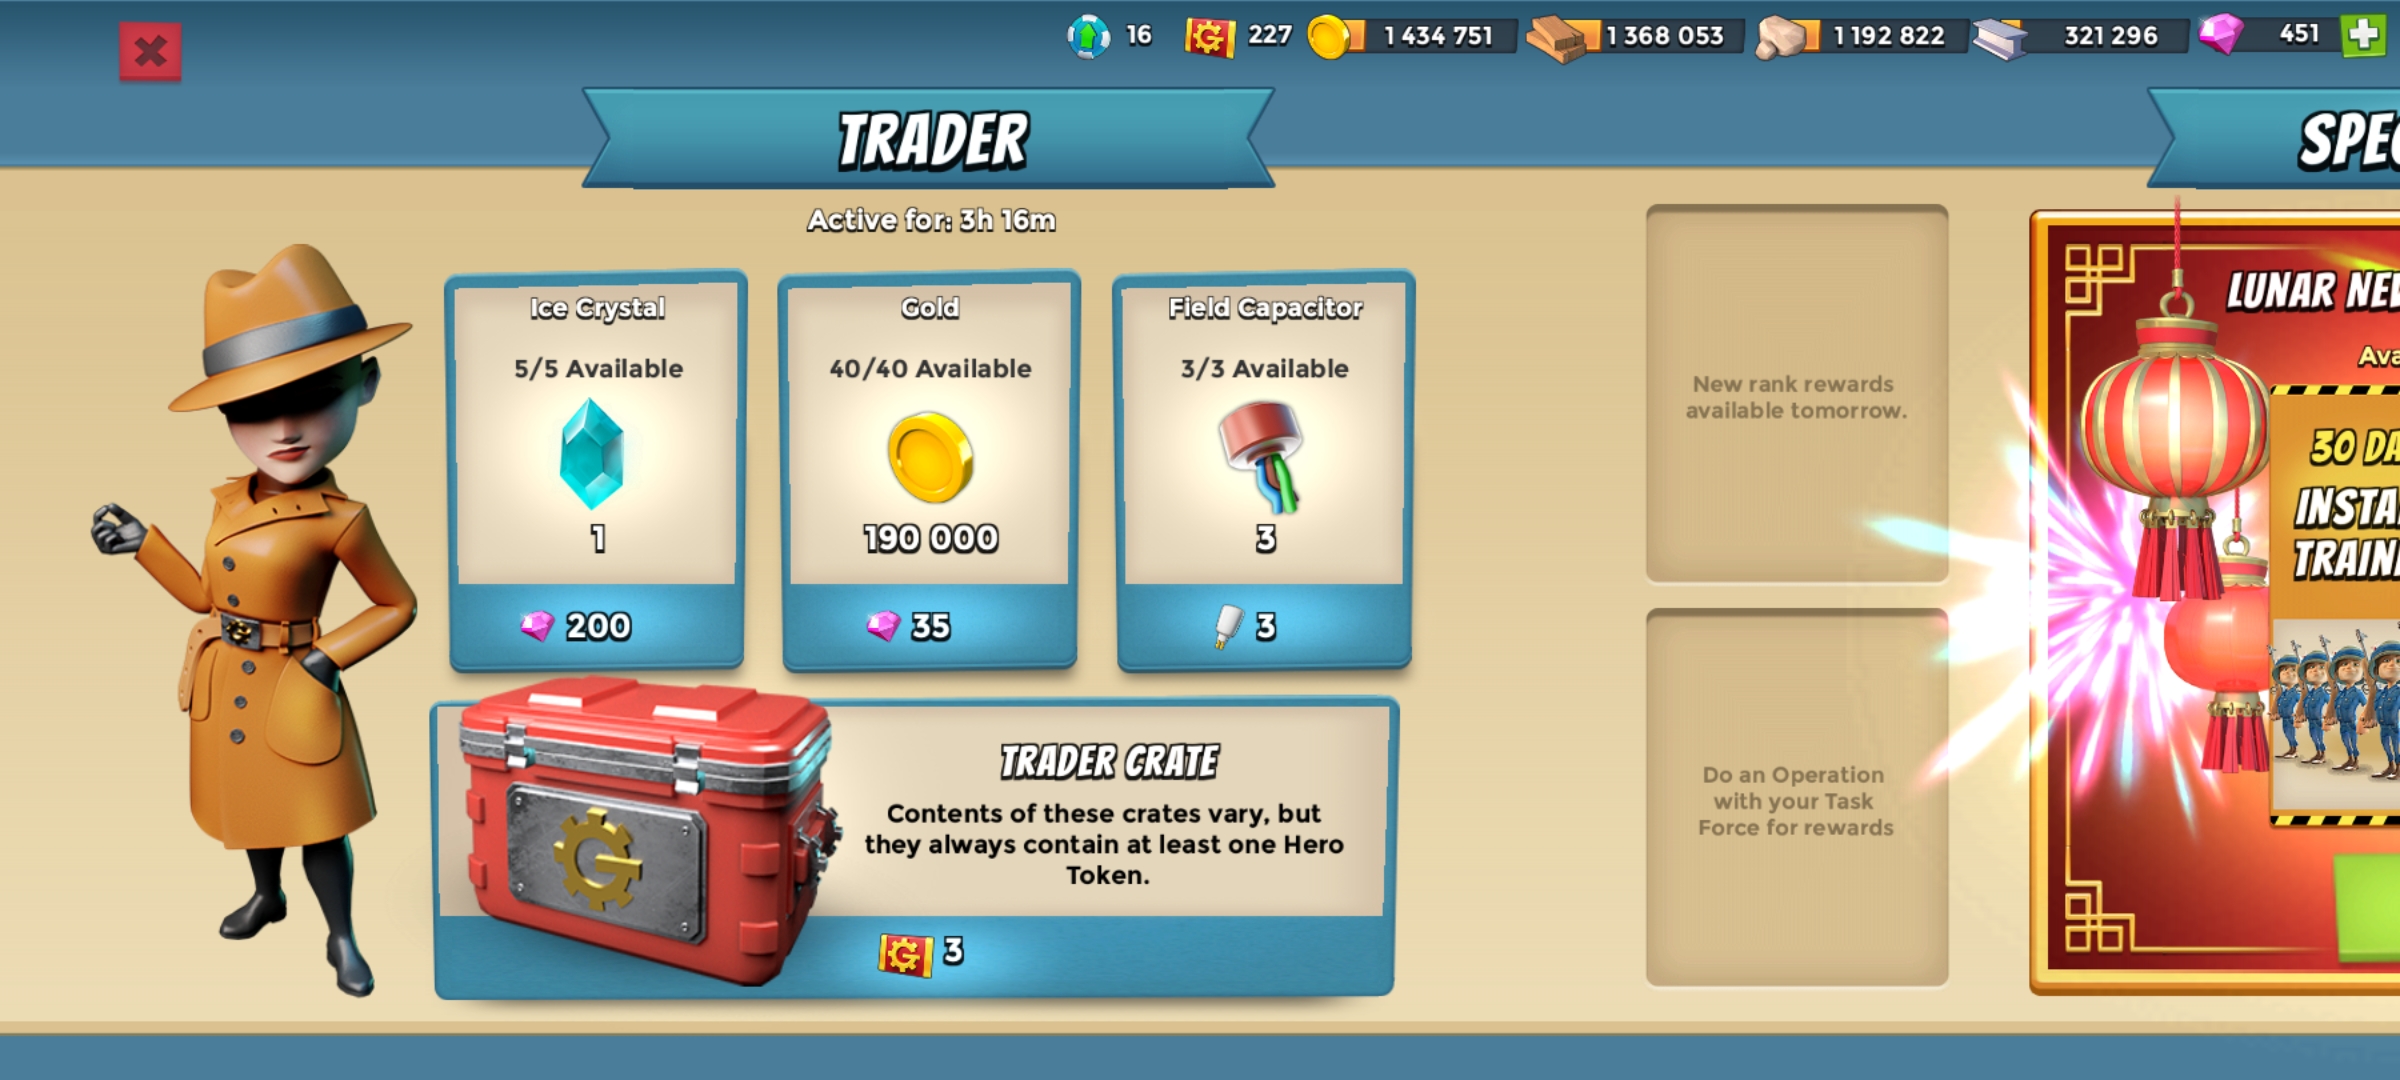 16
227
1 434 751
1 368 053
1 192 822
321 296
451
TRADER
Active for: 3h 16m
Ice Crystal
5/5 Available
1
200
Gold
40/40 Available
190 000
35
Field Capacitor
3/3 Available
3
3
TRADER CRATE
Contents of these crates vary, but
they always contain at least one Hero
Token.
G
G
3
New rank rewards
available tomorrow.
Do an Operation
with your Task
Force for rewards
LUNAR
30